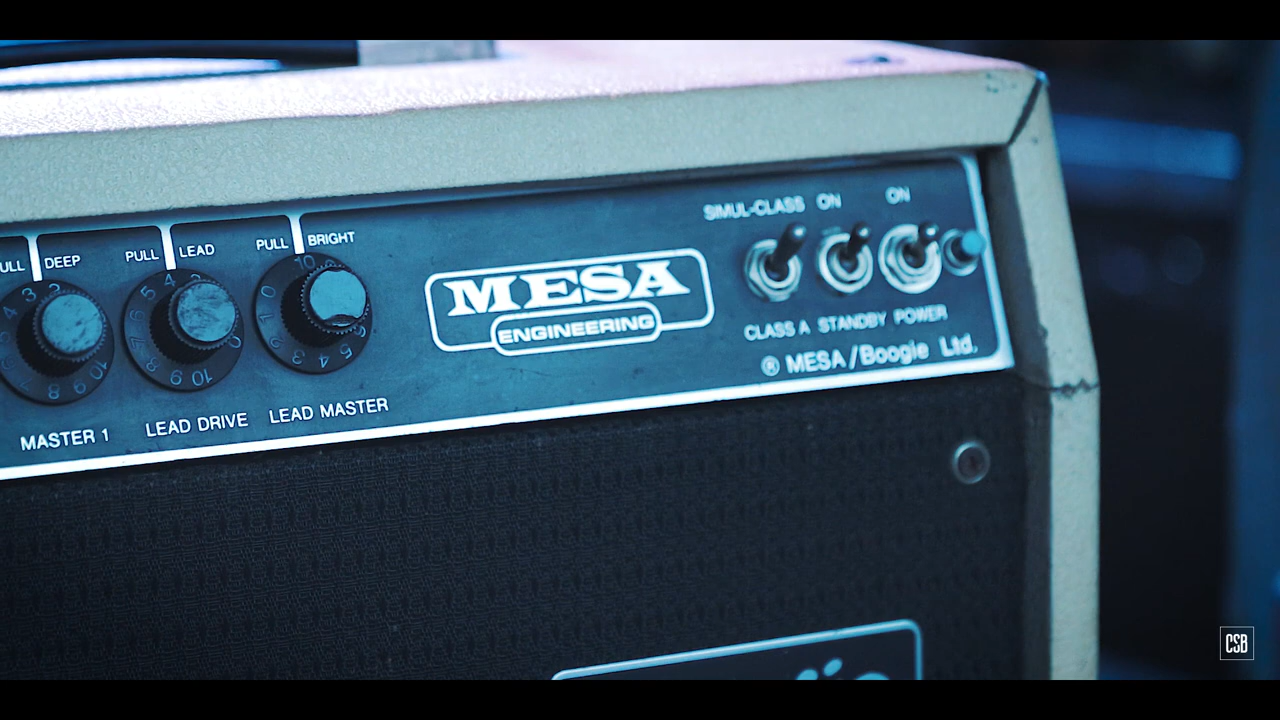 SIMUL-CLASS ON ON
PULL DEEP PULL LEAD PULL BRIGHT
MESA
ENGINEERING
CLASS A STANDBY POWER
® MESA/Boogie Ltd.
MASTER 1 LEAD DRIVE LEAD MASTER
CSB